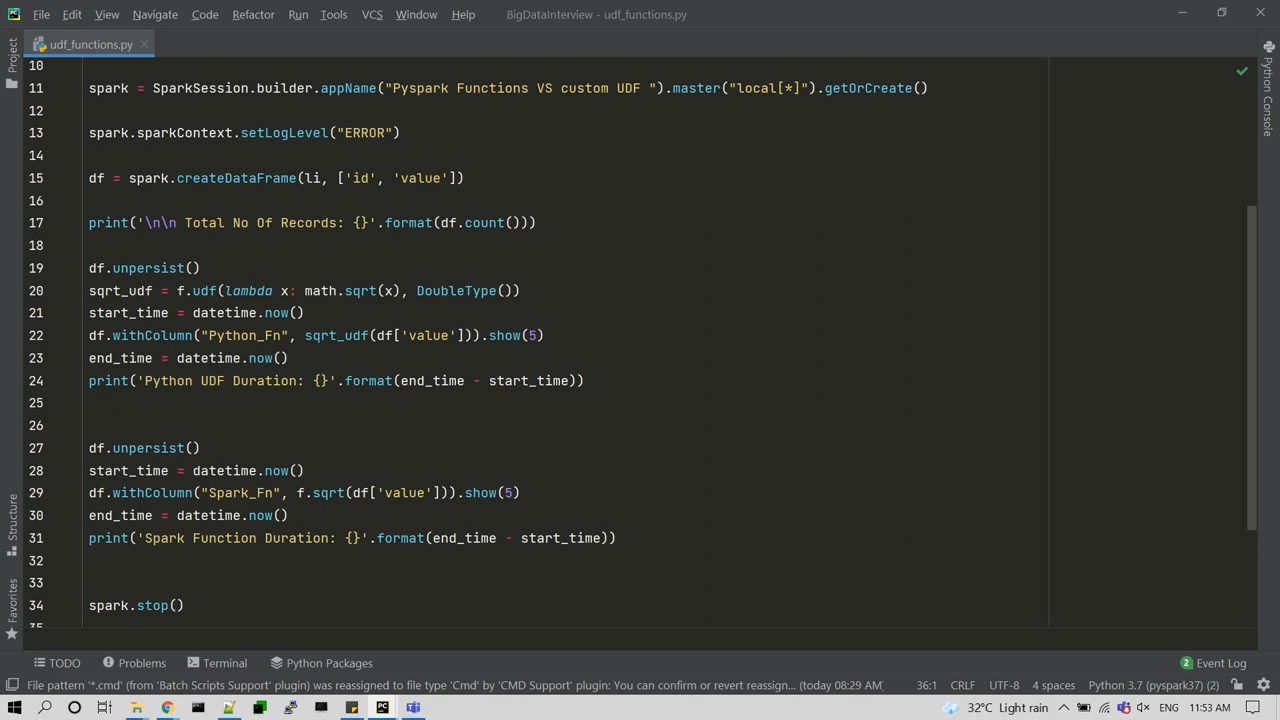 File Edit View Navigate Code Refactor Run Tools VCS Window Help BigDataInterview - udf_functions.py
udf_functions.py
Project
Python Console
Structure
Favorites
10
11 spark = SparkSession.builder.appName("Pyspark Functions VS custom UDF ").master("local[*]").getOrCreate()
12
13 spark.sparkContext.setLogLevel("ERROR")
14
15 df = spark.createDataFrame(li, ['id', 'value'])
16
17 print('\n\n Total No Of Records: {}'.format(df.count()))
18
19 df.unpersist()
20 sqrt_udf = f.udf(lambda x: math.sqrt(x), DoubleType())
21 start_time = datetime.now()
22 df.withColumn("Python_Fn", sqrt_udf(df['value'])).show(5)
23 end_time = datetime.now()
24 print('Python UDF Duration: {}'.format(end_time - start_time))
25
26
27 df.unpersist()
28 start_time = datetime.now()
29 df.withColumn("Spark_Fn", f.sqrt(df['value'])).show(5)
30 end_time = datetime.now()
31 print('Spark Function Duration: {}'.format(end_time - start_time))
32
33
34 spark.stop()
35
TODO Problems Terminal Python Packages 2 Event Log
File pattern '*.cmd' (from 'Batch Scripts Support' plugin) was reassigned to file type 'Cmd' by 'CMD Support' plugin: You can confirm or revert reassign... (today 08:29 AM) 36:1 CRLF UTF-8 4 spaces Python 3.7 (pyspark37) (2)
32°C Light rain ENG 11:53 AM